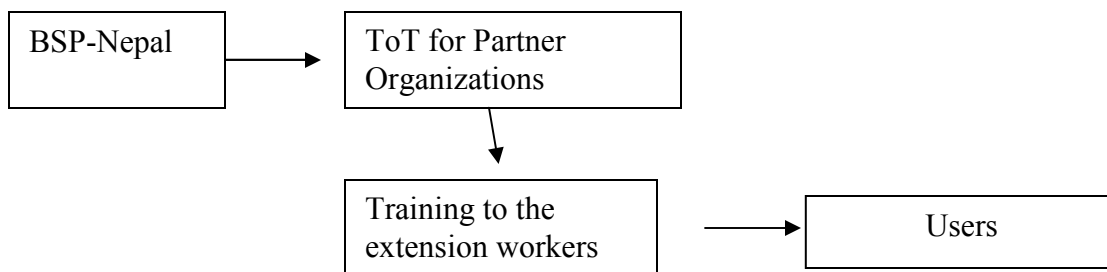 BSP-Nepal
ToT for Partner
Organizations
Training to the
extension workers
Users